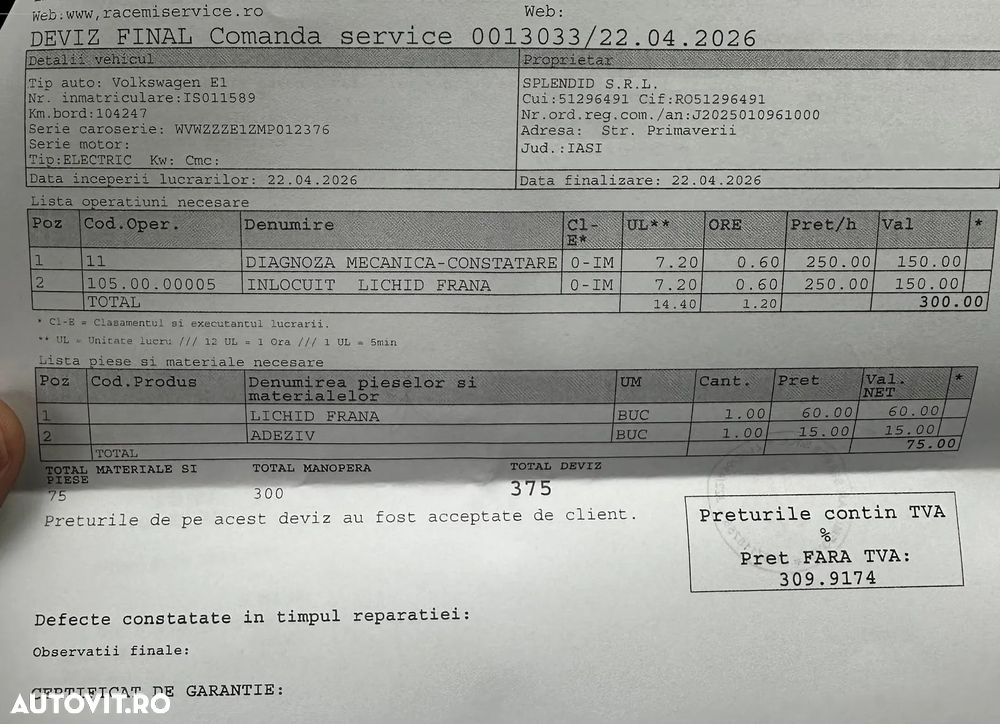 Web:www,racemiservice.ro Web:
DEVIZ FINAL Comanda service 0013033/22.04.2026
Detalii vehicul Proprietar
Tip auto: Volkswagen E1 SPLENDID S.R.L.
Nr. inmatriculare:IS011589 Cui:51296491 Cif:RO51296491
Km.bord:104247 Nr.ord.reg.com./an:J2025010961000
Serie caroserie: WVWZZZE1ZMP012376 Adresa: Str. Primaverii
Serie motor: Jud.:IASI
Tip:ELECTRIC Kw: Cmc:
Data inceperii lucrarilor: 22.04.2026 Data finalizare: 22.04.2026
Lista operatiuni necesare
Poz Cod.Oper. Denumire Cl-E* UL** ORE Pret/h Val *
1 11 DIAGNOZA MECANICA-CONSTATARE 0-IM 7.20 0.60 250.00 150.00
2 105.00.00005 INLOCUIT LICHID FRANA 0-IM 7.20 0.60 250.00 150.00
TOTAL 14.40 1.20 300.00
* Cl-E = Clasamentul si executantul lucrarii.
** UL = Unitate lucru /// 12 UL = 1 Ora /// 1 UL = 5min
Lista piese si materiale necesare
Poz Cod.Produs Denumirea pieselor si materialelor UM Cant. Pret Val. NET *
1 LICHID FRANA BUC 1.00 60.00 60.00
2 ADEZIV BUC 1.00 15.00 15.00
TOTAL 75.00
TOTAL MATERIALE SI PIESE TOTAL MANOPERA TOTAL DEVIZ
75 300 375
Preturile de pe acest deviz au fost acceptate de client.
Preturile contin TVA
%
Pret FARA TVA:
309.9174
Defecte constatate in timpul reparatiei:
Observatii finale:
CERTIFICAT DE GARANTIE:
AUTOVIT.RO